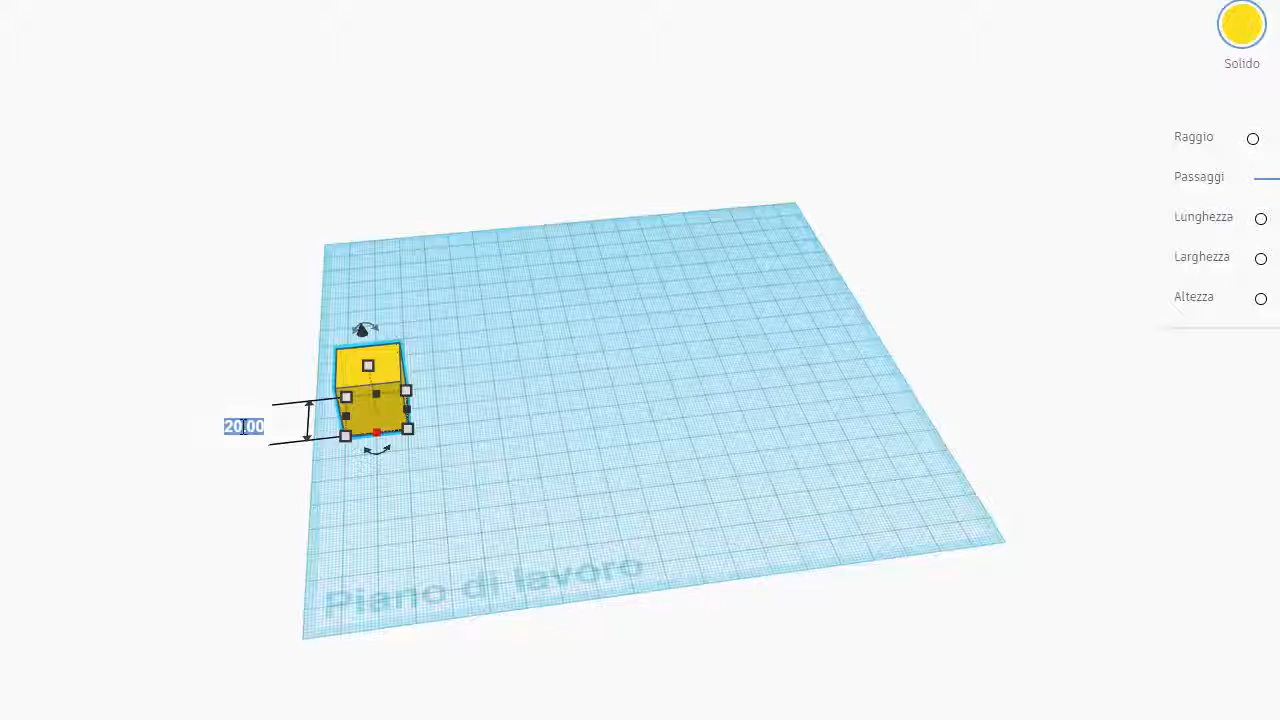 Solido
Raggio
Passaggi
Lunghezza
Larghezza
Altezza
20.00
Piano di lavoro